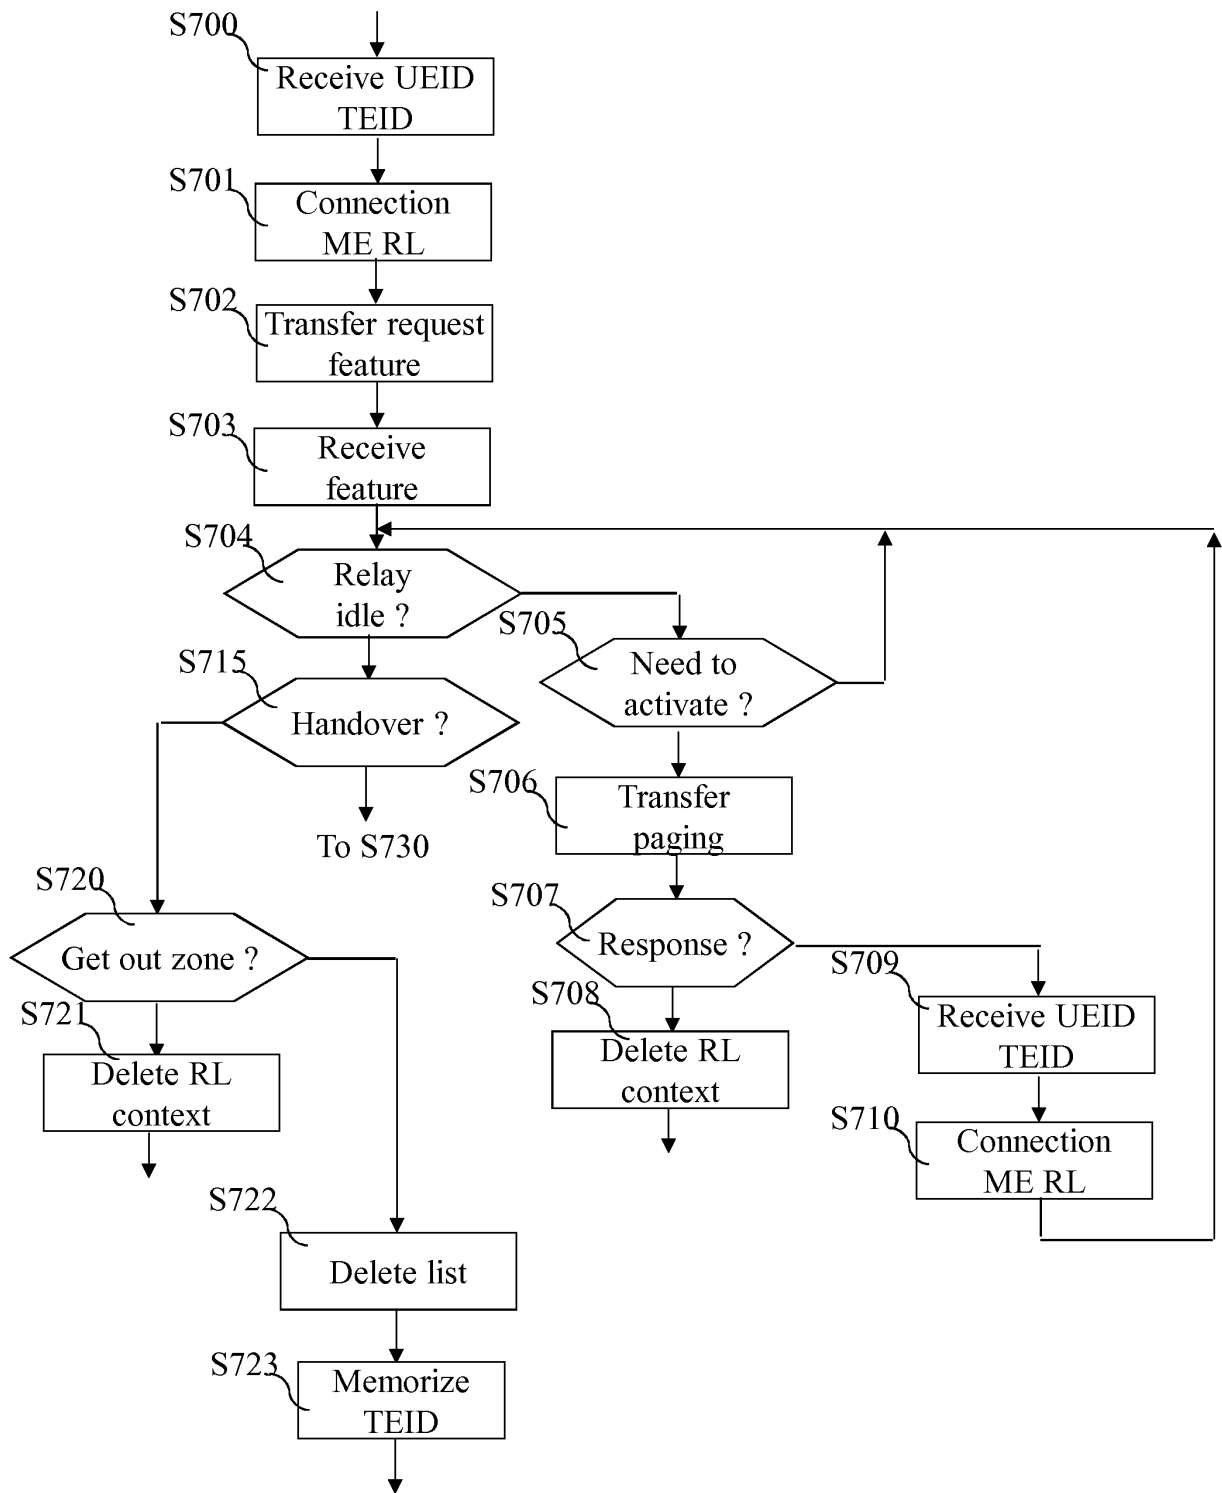 S700
Receive UEID
TEID
S701
Connection
ME RL
S702
Transfer request
feature
S703
Receive
feature
S704
Relay
idle ?
S705
Need to
activate ?
S715
Handover ?
To S730
S706
Transfer
paging
S707
Response ?
S708
Delete RL
context
S709
Receive UEID
TEID
S710
Connection
ME RL
S720
Get out zone ?
S721
Delete RL
context
S722
Delete list
S723
Memorize
TEID